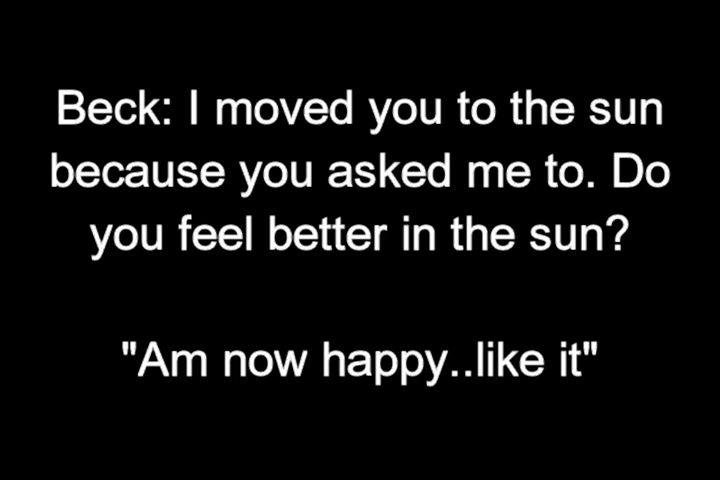 Beck: I moved you to the sun
because you asked me to. Do
you feel better in the sun?
"Am now happy..like it"